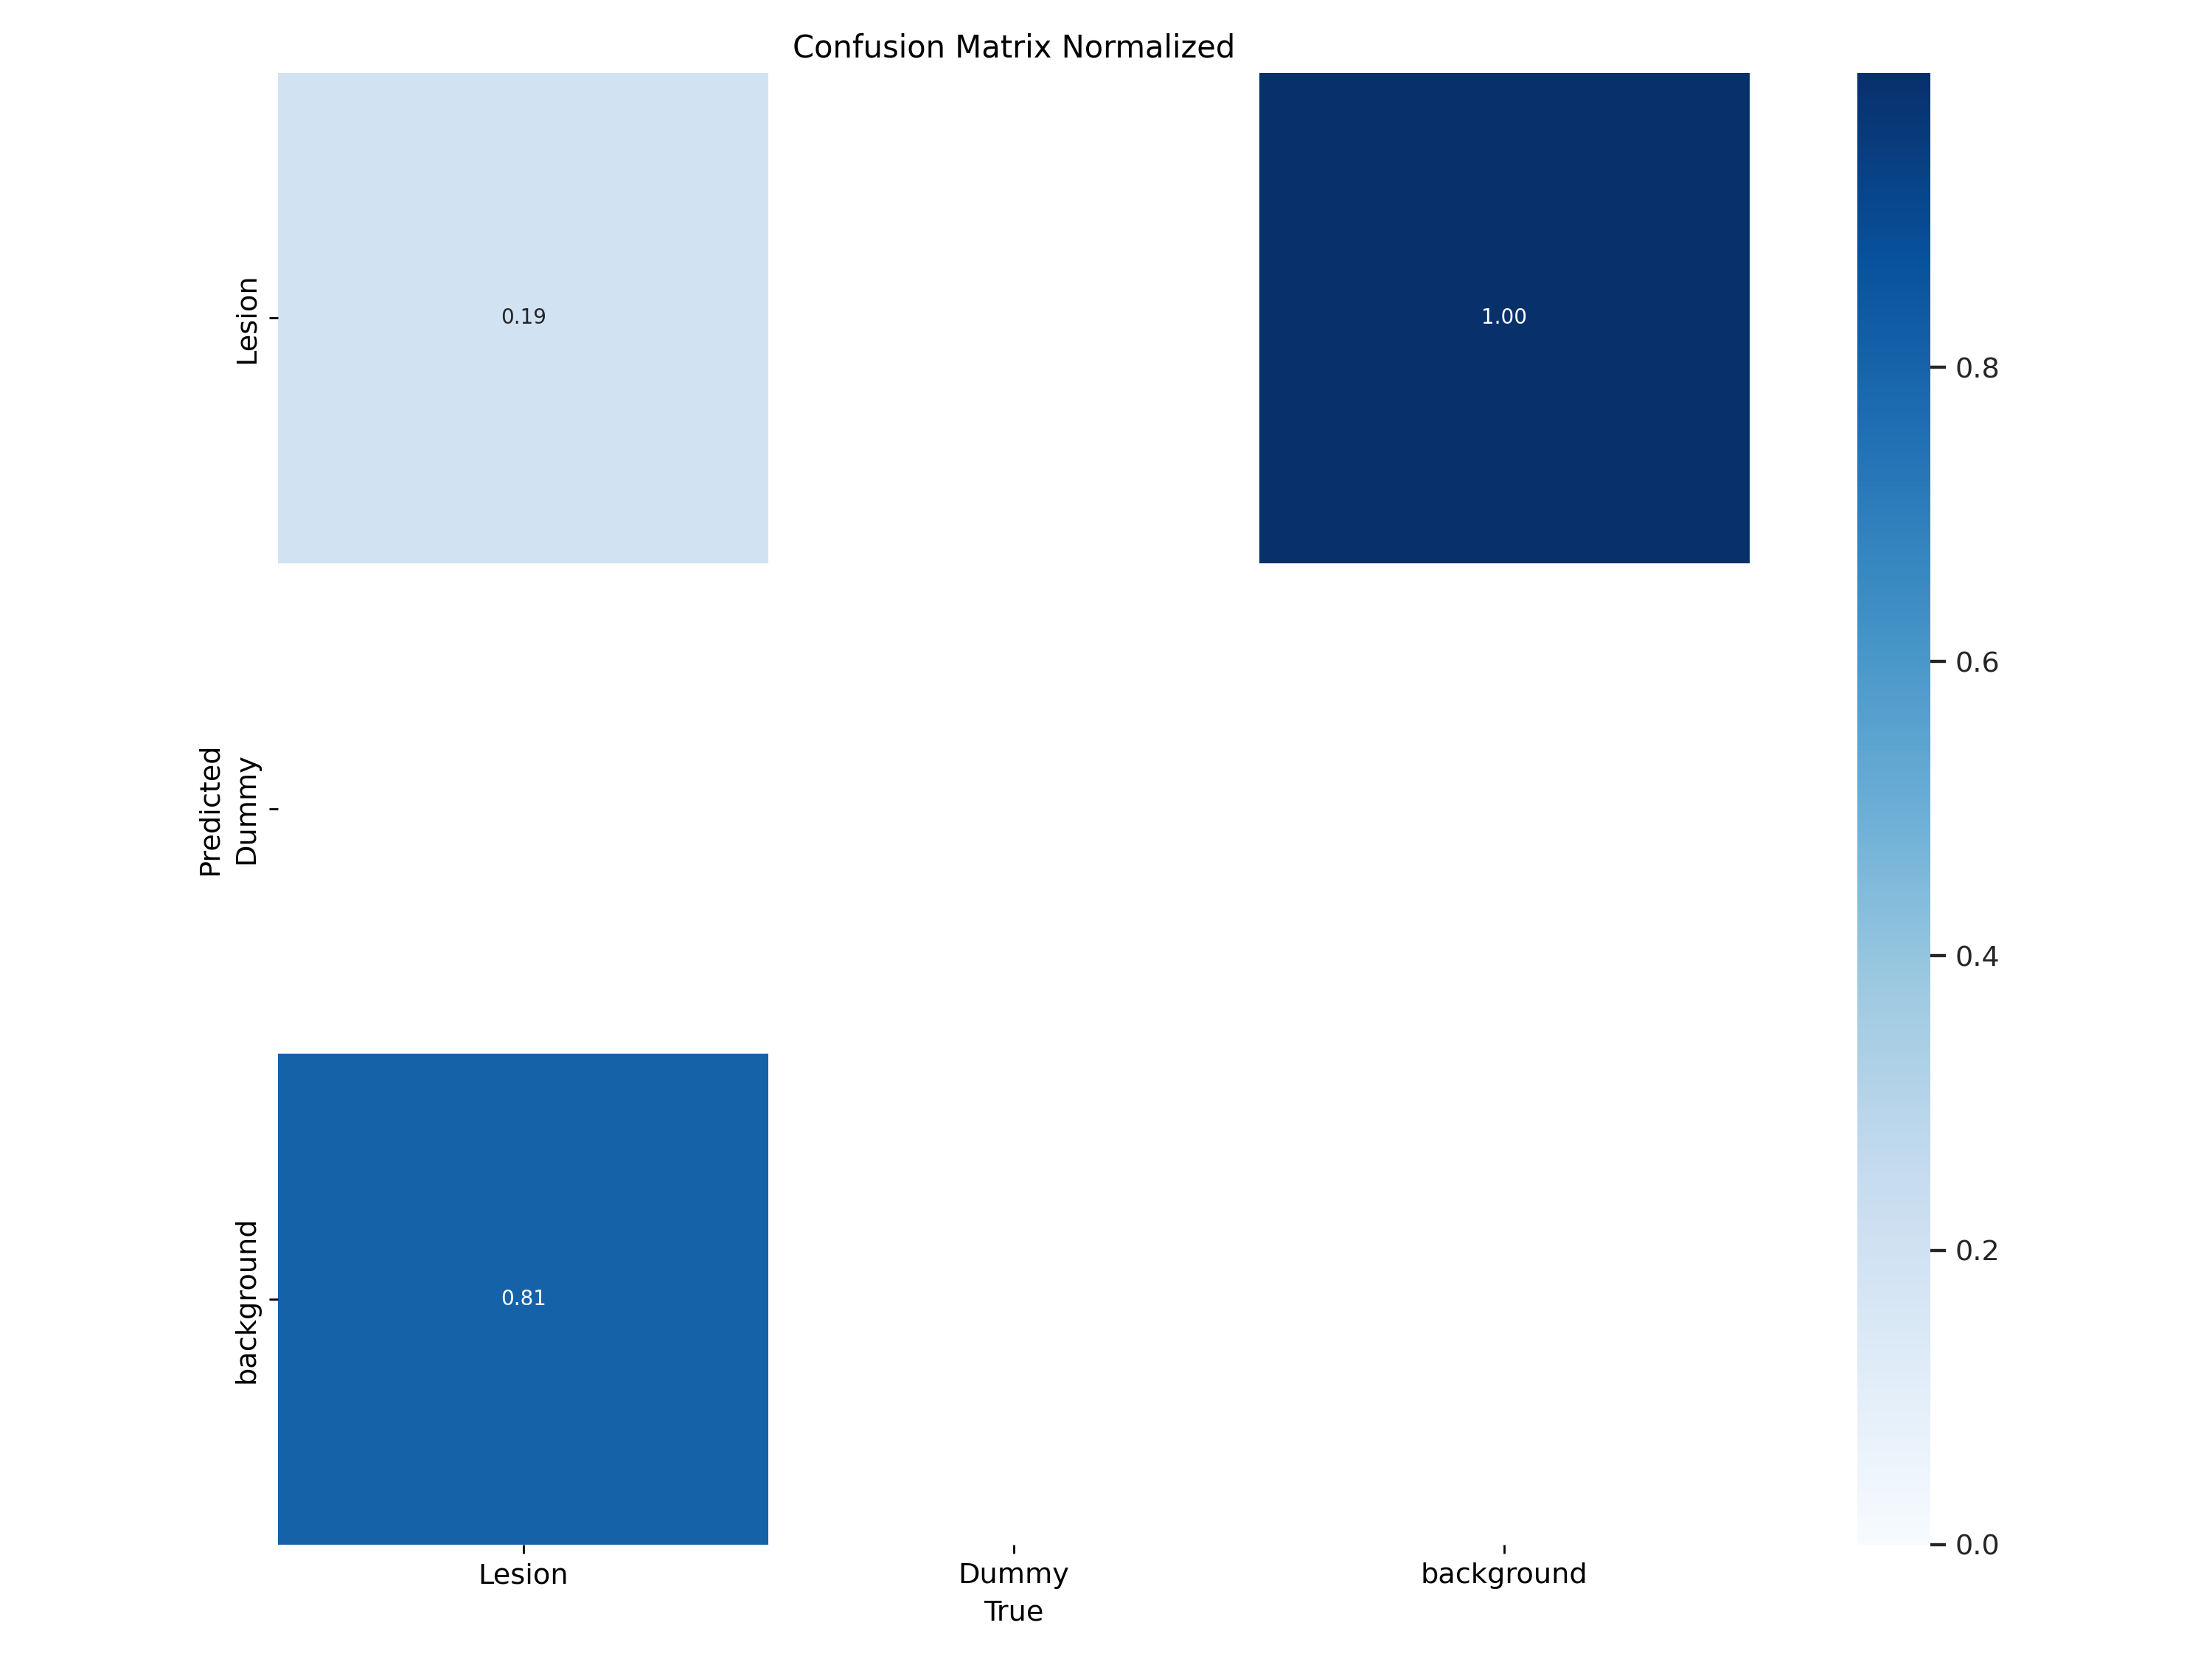 Confusion Matrix Normalized
Lesion
0.19
1.00
0.8
0.6
Predicted
Dummy
0.4
background
0.81
0.2
0.0
Lesion
Dummy
background
True